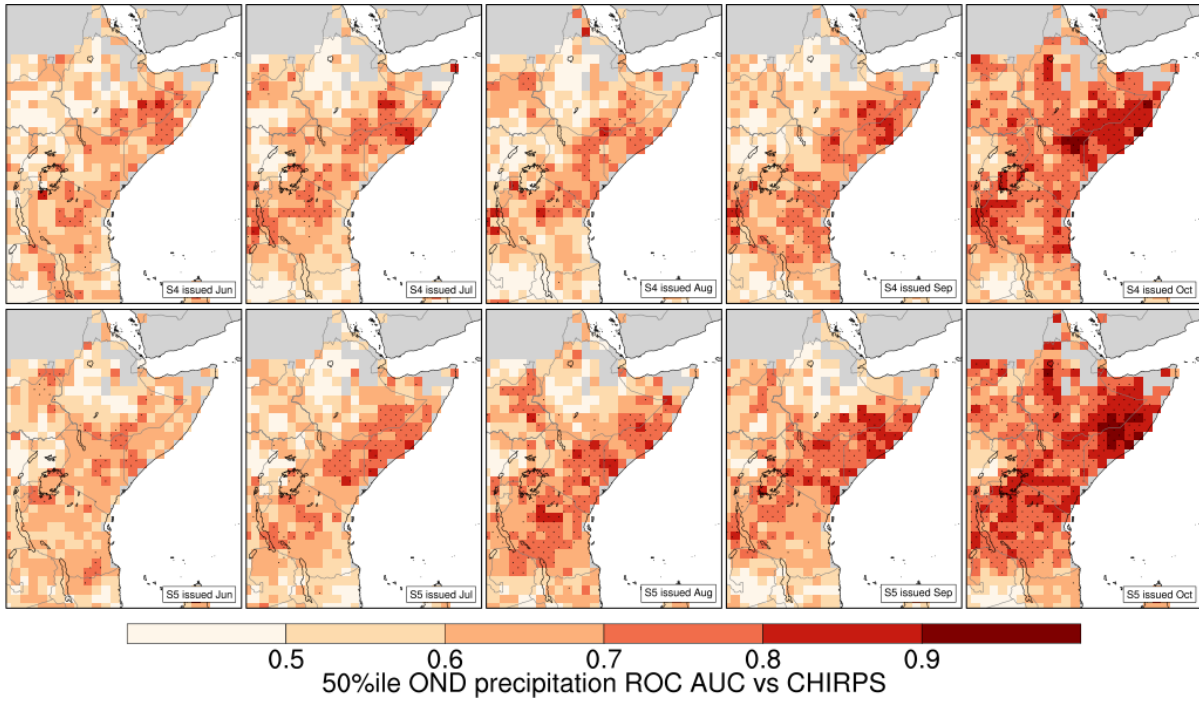 S4 issued Jun
S4 issued Jul
S4 issued Aug
S4 issued Sep
S4 issued Oct
S5 issued Jun
S5 issued Jul
S5 issued Aug
S5 issued Sep
S5 issued Oct
0.5 0.6 0.7 0.8 0.9
50%ile OND precipitation ROC AUC vs CHIRPS